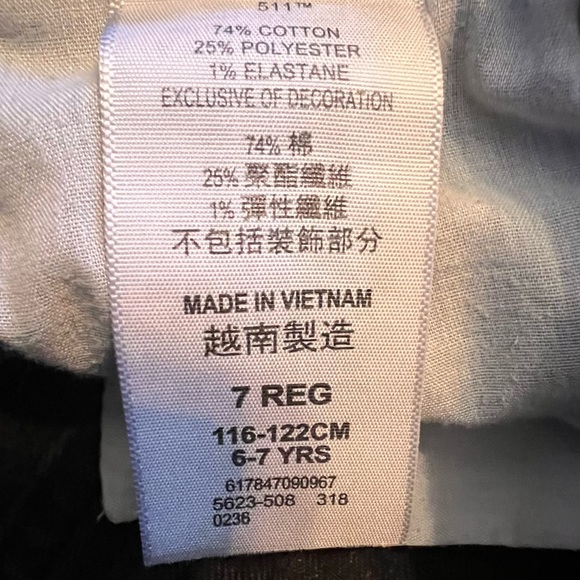 511™
74% COTTON
25% POLYESTER
1% ELASTANE
EXCLUSIVE OF DECORATION
74% 棉
25% 聚酯纖維
1% 彈性纖維
不包括裝飾部分
MADE IN VIETNAM
越南製造
7 REG
116-122CM
6-7 YRS
617847090967
5623-508 318
0236